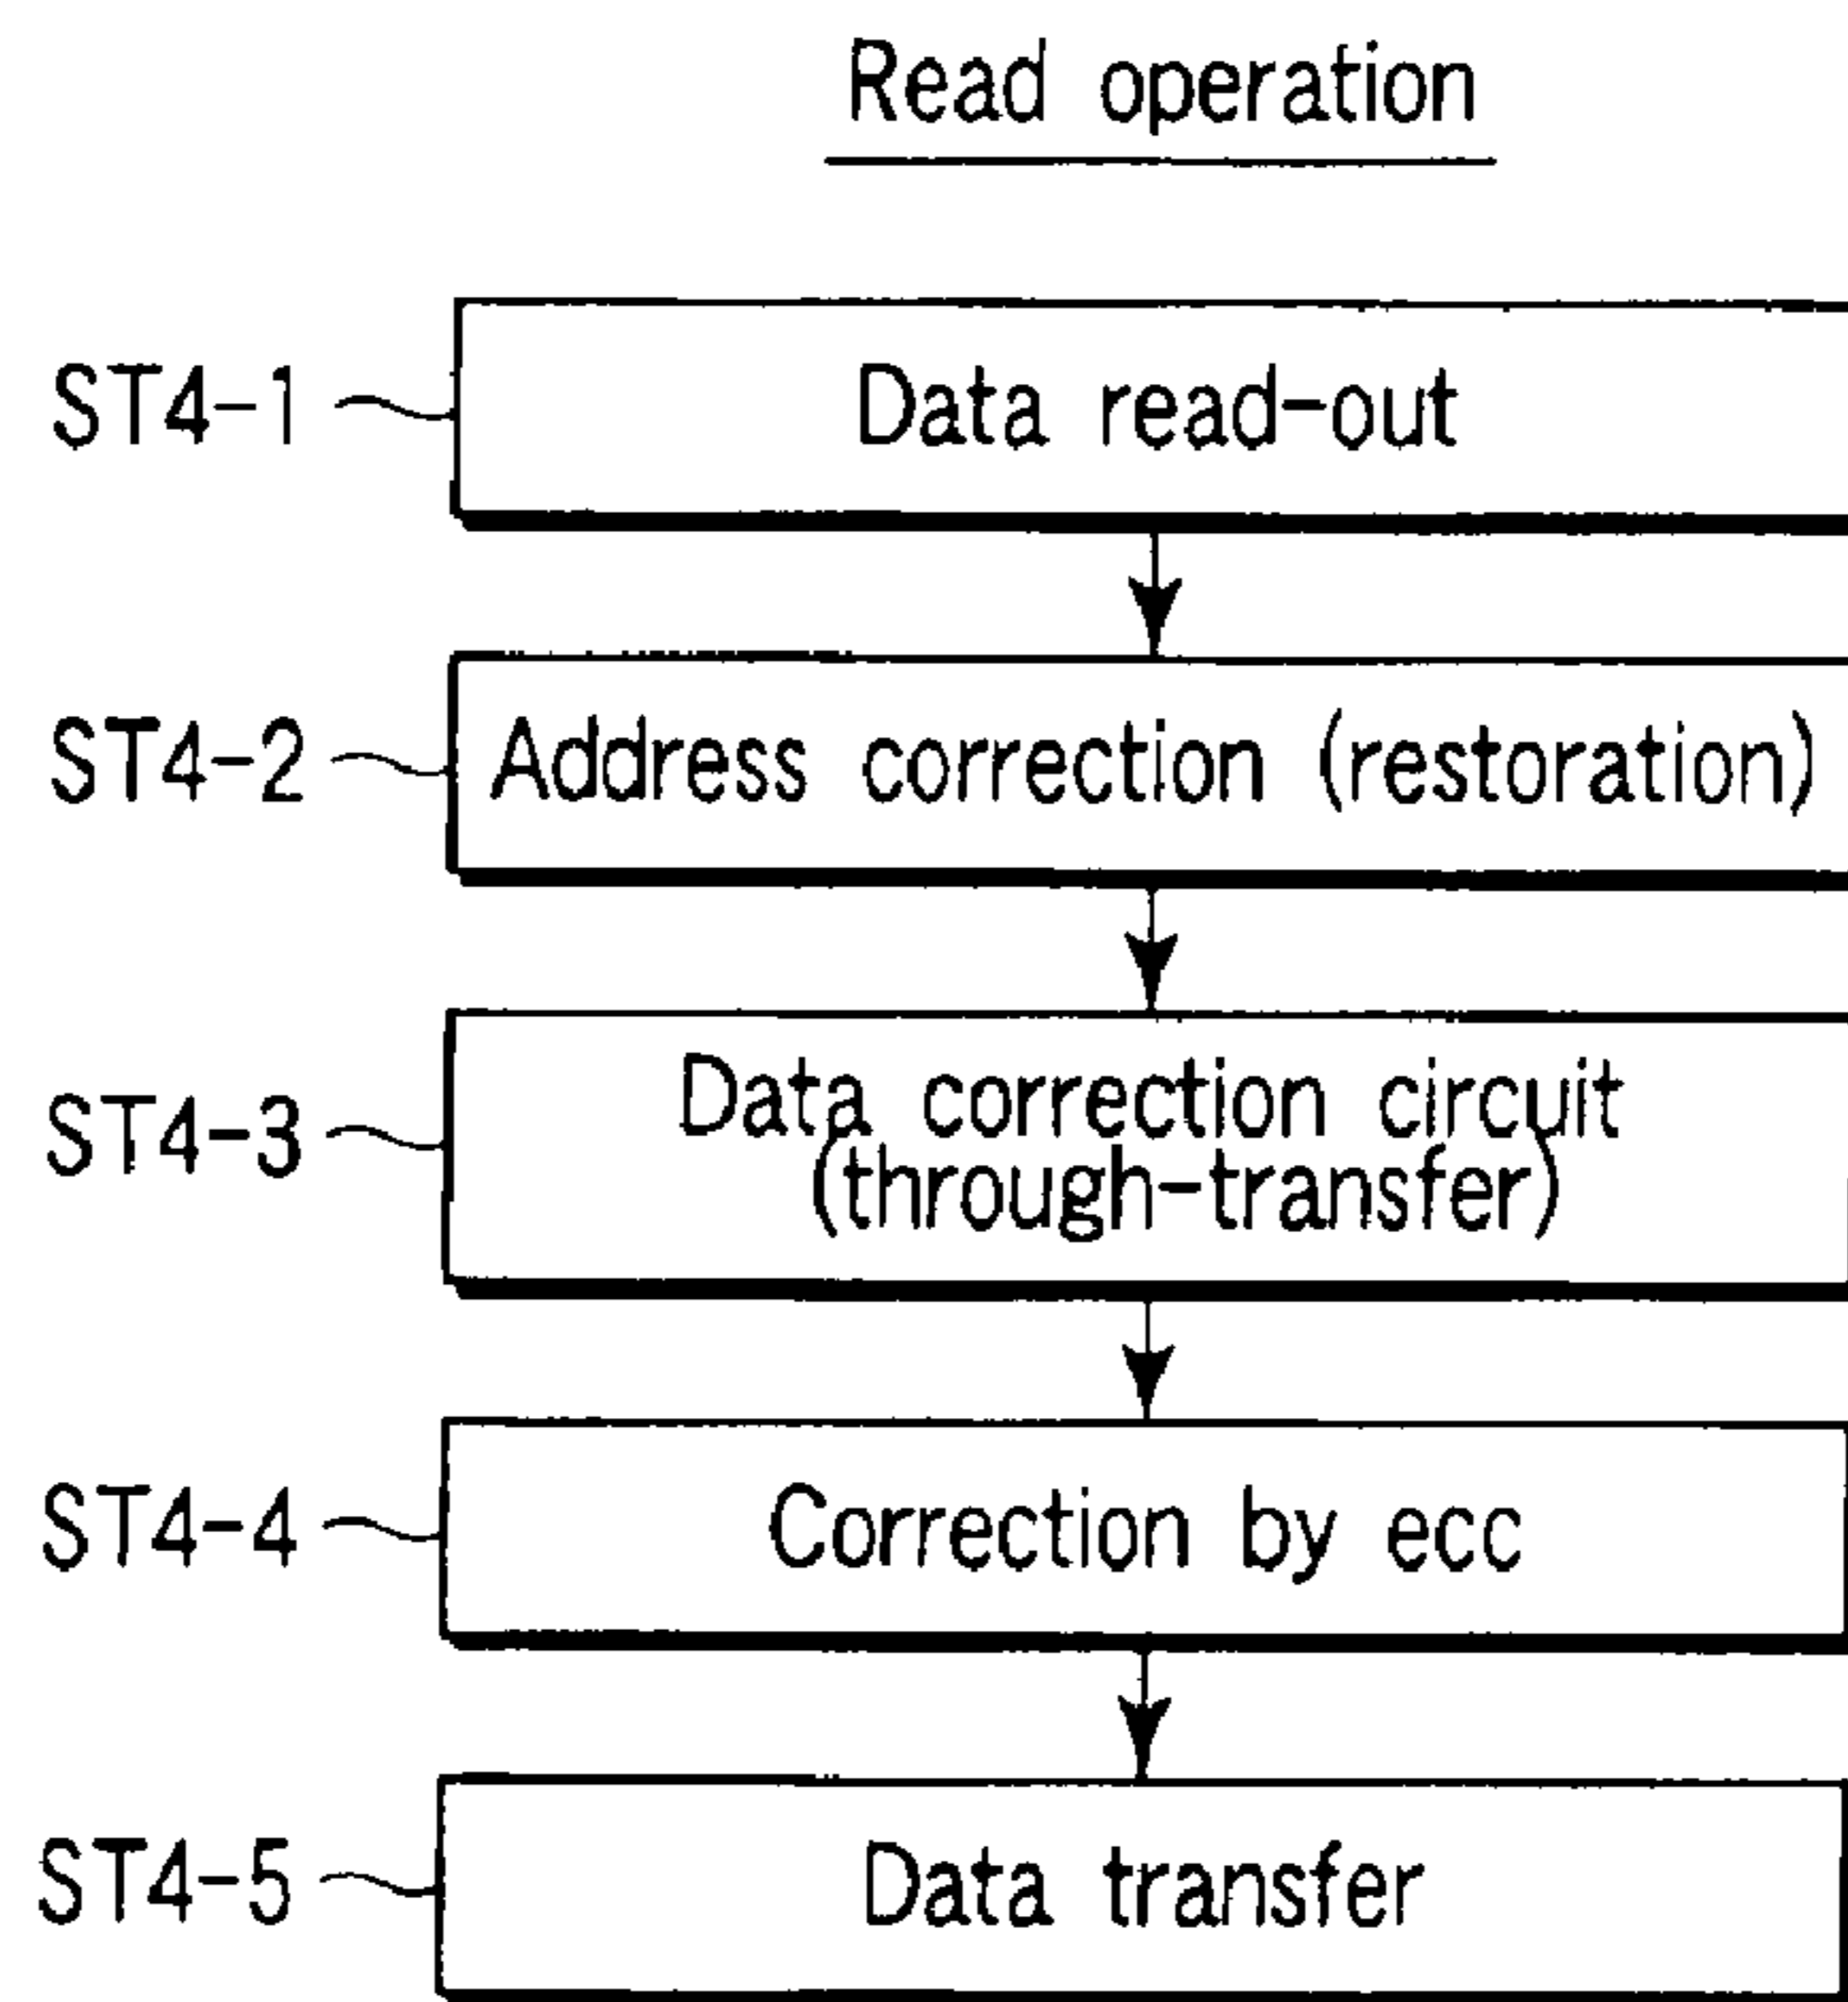 Read operation
ST4-1 Data read-out
ST4-2 Address correction (restoration)
ST4-3 Data correction circuit
(through-transfer)
ST4-4 Correction by ecc
ST4-5 Data transfer